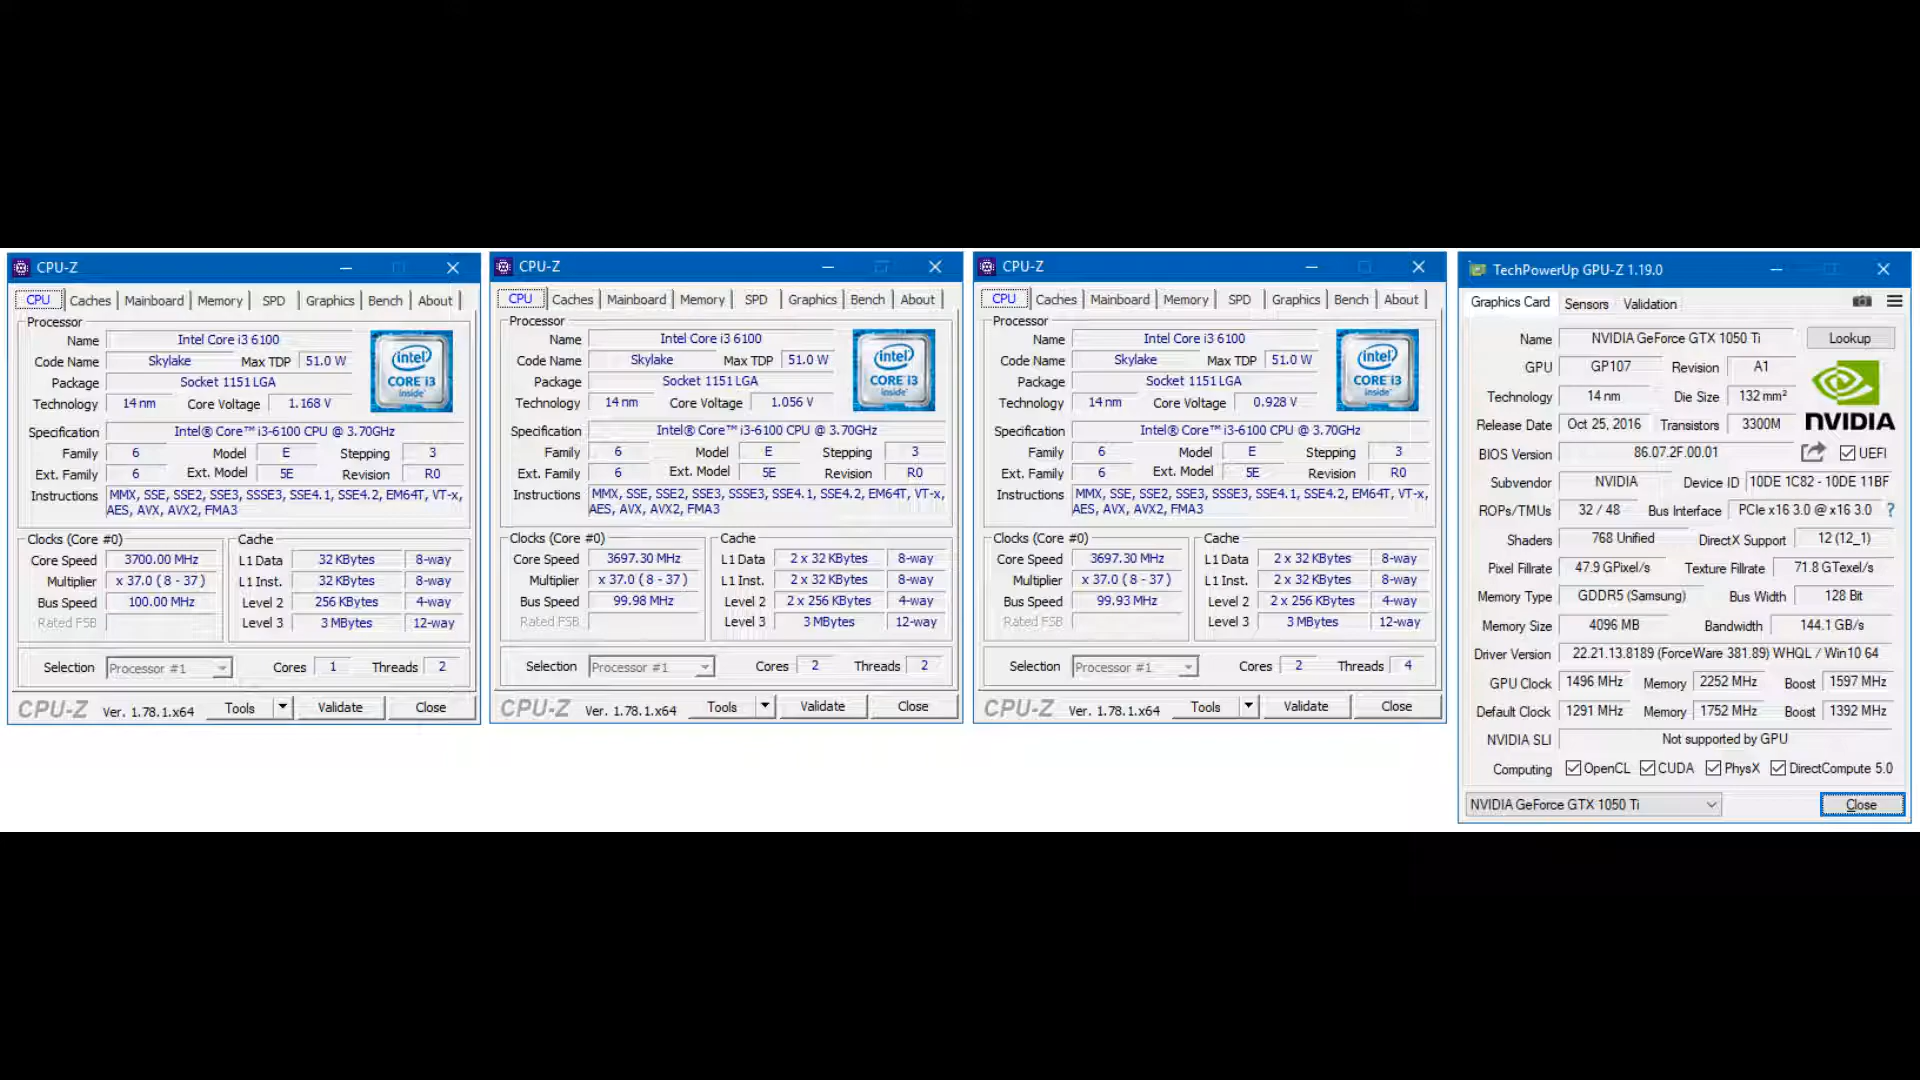 CPU-Z
CPU Caches Mainboard Memory SPD Graphics Bench About
Processor
Name Intel Core i3 6100
Code Name Skylake Max TDP 51.0 W
Package Socket 1151 LGA
Technology 14 nm Core Voltage 1.168 V
intel CORE i3 inside
Specification Intel® Core™ i3-6100 CPU @ 3.70GHz
Family 6 Model E Stepping 3
Ext. Family 6 Ext. Model 5E Revision R0
Instructions MMX, SSE, SSE2, SSE3, SSSE3, SSE4.1, SSE4.2, EM64T, VT-x,
AES, AVX, AVX2, FMA3
Clocks (Core #0) Cache
Core Speed 3700.00 MHz L1 Data 32 KBytes 8-way
Multiplier x 37.0 ( 8 - 37 ) L1 Inst. 32 KBytes 8-way
Bus Speed 100.00 MHz Level 2 256 KBytes 4-way
Rated FSB Level 3 3 MBytes 12-way
Selection Processor #1 Cores 1 Threads 2
CPU-Z Ver. 1.78.1.x64 Tools Validate Close
CPU-Z
CPU Caches Mainboard Memory SPD Graphics Bench About
Processor
Name Intel Core i3 6100
Code Name Skylake Max TDP 51.0 W
Package Socket 1151 LGA
Technology 14 nm Core Voltage 1.056 V
intel CORE i3 inside
Specification Intel® Core™ i3-6100 CPU @ 3.70GHz
Family 6 Model E Stepping 3
Ext. Family 6 Ext. Model 5E Revision R0
Instructions MMX, SSE, SSE2, SSE3, SSSE3, SSE4.1, SSE4.2, EM64T, VT-x,
AES, AVX, AVX2, FMA3
Clocks (Core #0) Cache
Core Speed 3697.30 MHz L1 Data 2 x 32 KBytes 8-way
Multiplier x 37.0 ( 8 - 37 ) L1 Inst. 2 x 32 KBytes 8-way
Bus Speed 99.98 MHz Level 2 2 x 256 KBytes 4-way
Rated FSB Level 3 3 MBytes 12-way
Selection Processor #1 Cores 2 Threads 2
CPU-Z Ver. 1.78.1.x64 Tools Validate Close
CPU-Z
CPU Caches Mainboard Memory SPD Graphics Bench About
Processor
Name Intel Core i3 6100
Code Name Skylake Max TDP 51.0 W
Package Socket 1151 LGA
Technology 14 nm Core Voltage 0.928 V
intel CORE i3 inside
Specification Intel® Core™ i3-6100 CPU @ 3.70GHz
Family 6 Model E Stepping 3
Ext. Family 6 Ext. Model 5E Revision R0
Instructions MMX, SSE, SSE2, SSE3, SSSE3, SSE4.1, SSE4.2, EM64T, VT-x,
AES, AVX, AVX2, FMA3
Clocks (Core #0) Cache
Core Speed 3697.30 MHz L1 Data 2 x 32 KBytes 8-way
Multiplier x 37.0 ( 8 - 37 ) L1 Inst. 2 x 32 KBytes 8-way
Bus Speed 99.93 MHz Level 2 2 x 256 KBytes 4-way
Rated FSB Level 3 3 MBytes 12-way
Selection Processor #1 Cores 2 Threads 4
CPU-Z Ver. 1.78.1.x64 Tools Validate Close
TechPowerUp GPU-Z 1.19.0
Graphics Card Sensors Validation
Name NVIDIA GeForce GTX 1050 Ti Lookup
GPU GP107 Revision A1
Technology 14 nm Die Size 132 mm²
NVIDIA
Release Date Oct 25, 2016 Transistors 3300M
BIOS Version 86.07.2F.00.01 UEFI
Subvendor NVIDIA Device ID 10DE 1C82 - 10DE 11BF
ROPs/TMUs 32 / 48 Bus Interface PCIe x16 3.0 @ x16 3.0 ?
Shaders 768 Unified DirectX Support 12 (12_1)
Pixel Fillrate 47.9 GPixel/s Texture Fillrate 71.8 GTexel/s
Memory Type GDDR5 (Samsung) Bus Width 128 Bit
Memory Size 4096 MB Bandwidth 144.1 GB/s
Driver Version 22.21.13.8189 (ForceWare 381.89) WHQL / Win10 64
GPU Clock 1496 MHz Memory 2252 MHz Boost 1597 MHz
Default Clock 1291 MHz Memory 1752 MHz Boost 1392 MHz
NVIDIA SLI Not supported by GPU
Computing OpenCL CUDA PhysX DirectCompute 5.0
NVIDIA GeForce GTX 1050 Ti Close